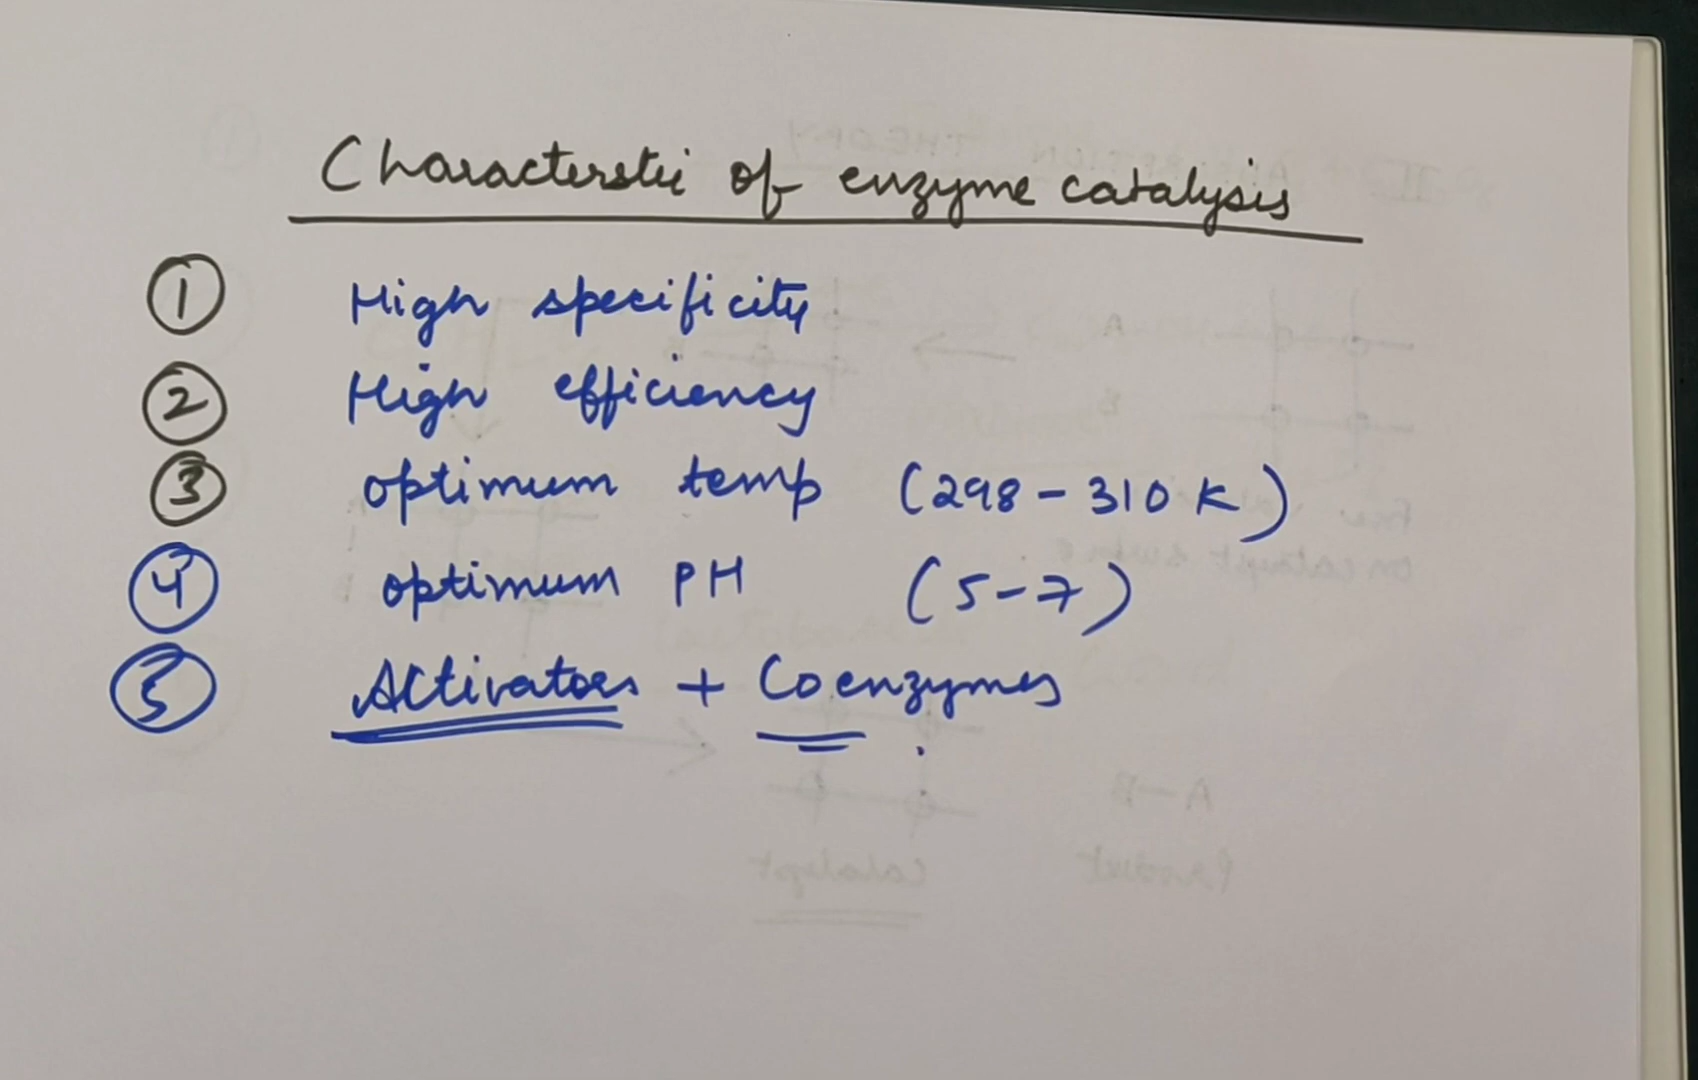 Characterstic of enzyme catalysis
① High specificity
② High efficiency
③ optimum temp (298 - 310 K)
④ optimum PH (5-7)
⑤ Activators + Coenzymes